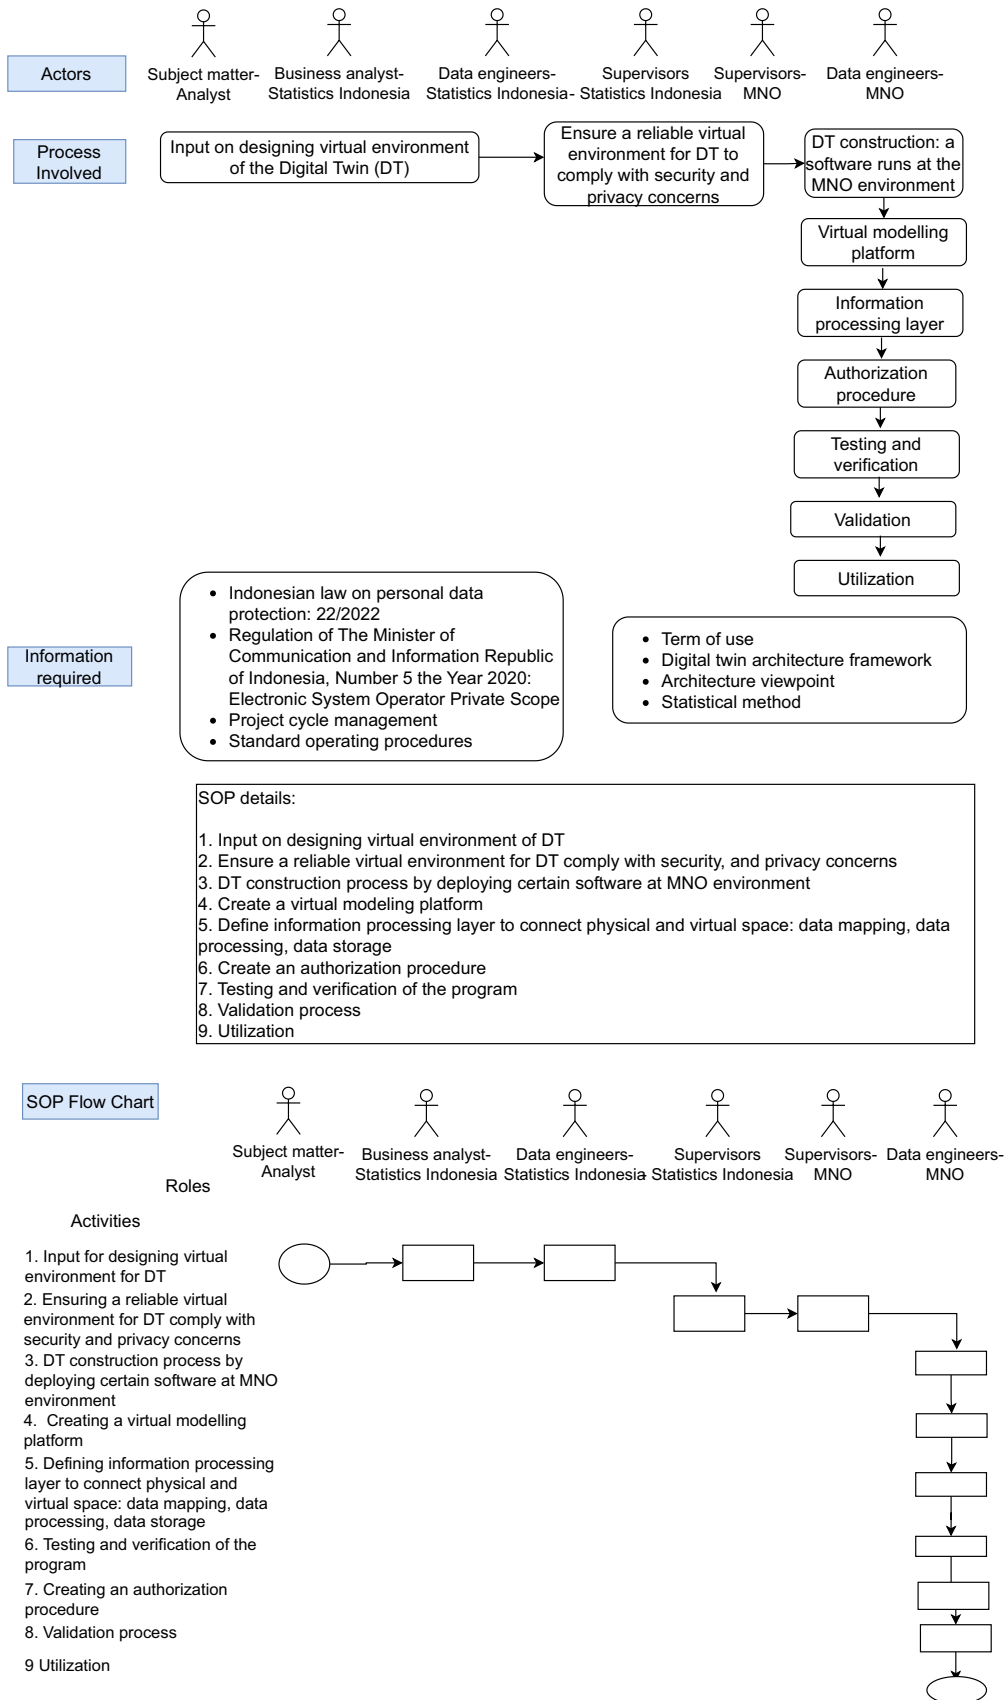 Actors
Subject matter-
Analyst
Business analyst-
Statistics Indonesia
Data engineers-
Statistics Indonesia-
Supervisors
Statistics Indonesia
Supervisors-
MNO
Data engineers-
MNO
Process
Involved
Input on designing virtual environment
of the Digital Twin (DT)
Ensure a reliable virtual
environment for DT to
comply with security and
privacy concerns
DT construction: a
software runs at the
MNO environment
Virtual modelling
platform
Information
processing layer
Authorization
procedure
Testing and
verification
Validation
Utilization
Information
required
• Indonesian law on personal data
protection: 22/2022
• Regulation of The Minister of
Communication and Information Republic
of Indonesia, Number 5 the Year 2020:
Electronic System Operator Private Scope
• Project cycle management
• Standard operating procedures
• Term of use
• Digital twin architecture framework
• Architecture viewpoint
• Statistical method
SOP details:
1. Input on designing virtual environment of DT
2. Ensure a reliable virtual environment for DT comply with security, and privacy concerns
3. DT construction process by deploying certain software at MNO environment
4. Create a virtual modeling platform
5. Define information processing layer to connect physical and virtual space: data mapping, data
processing, data storage
6. Create an authorization procedure
7. Testing and verification of the program
8. Validation process
9. Utilization
SOP Flow Chart
Subject matter-
Analyst
Business analyst-
Statistics Indonesia
Data engineers-
Statistics Indonesia-
Supervisors
Statistics Indonesia
Supervisors-
MNO
Data engineers-
MNO
Roles
Activities
1. Input for designing virtual
environment for DT
2. Ensuring a reliable virtual
environment for DT comply with
security and privacy concerns
3. DT construction process by
deploying certain software at MNO
environment
4. Creating a virtual modelling
platform
5. Defining information processing
layer to connect physical and
virtual space: data mapping, data
processing, data storage
6. Testing and verification of the
program
7. Creating an authorization
procedure
8. Validation process
9 Utilization